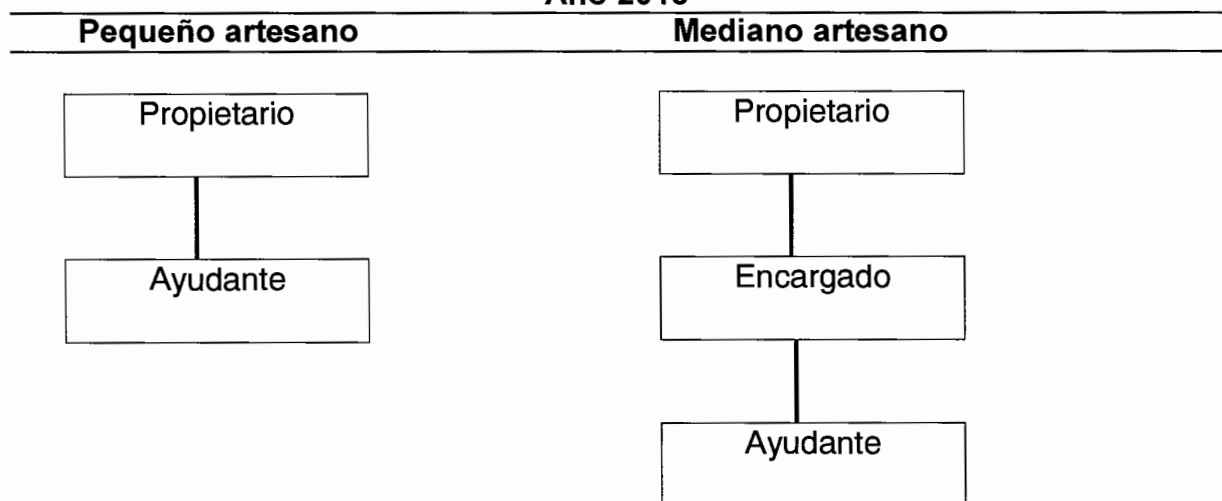 Pequeño artesano Mediano artesano
Propietario Propietario
Ayudante Encargado
Ayudante